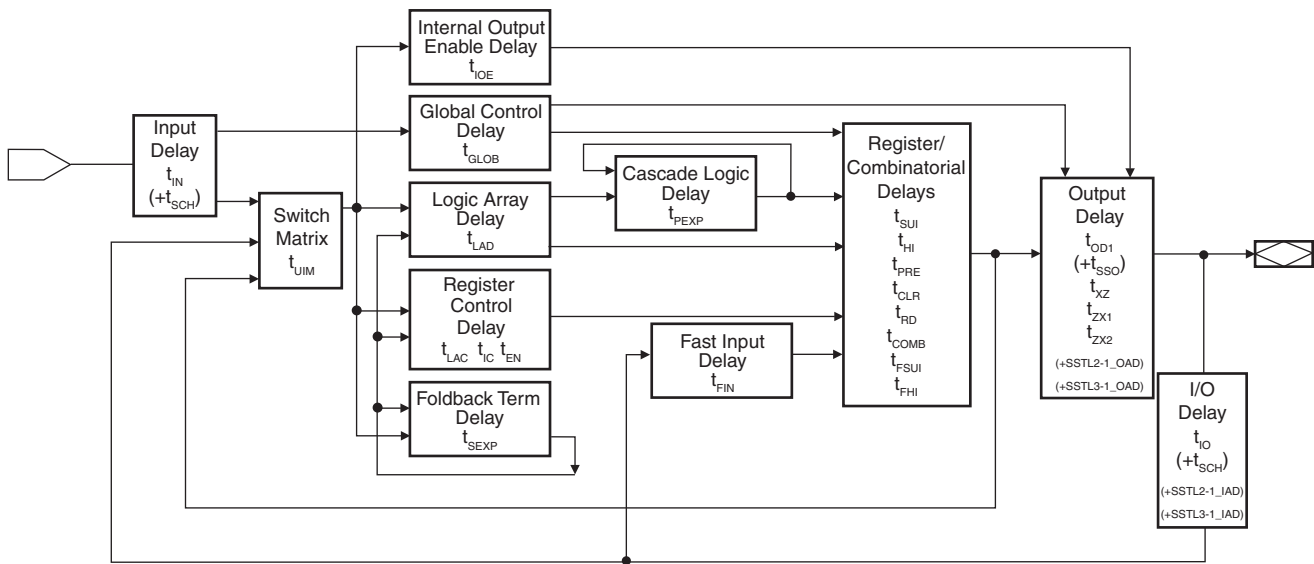 Internal Output
Enable Delay
tIOE
Global Control
Delay
tGLOB
Input
Delay
tIN
(+tSCH)
Switch
Matrix
tUIM
Logic Array
Delay
tLAD
Cascade Logic
Delay
tPEXP
Register
Control
Delay
tLAC tIC tEN
Fast Input
Delay
tFIN
Foldback Term
Delay
tSEXP
Register/
Combinatorial
Delays
tSUI
tHI
tPRE
tCLR
tRD
tCOMB
tFSUI
tFHI
Output
Delay
tOD1
(+tSSO)
tXZ
tZX1
tZX2
(+SSTL2-1_OAD)
(+SSTL3-1_OAD)
I/O
Delay
tIO
(+tSCH)
(+SSTL2-1_IAD)
(+SSTL3-1_IAD)